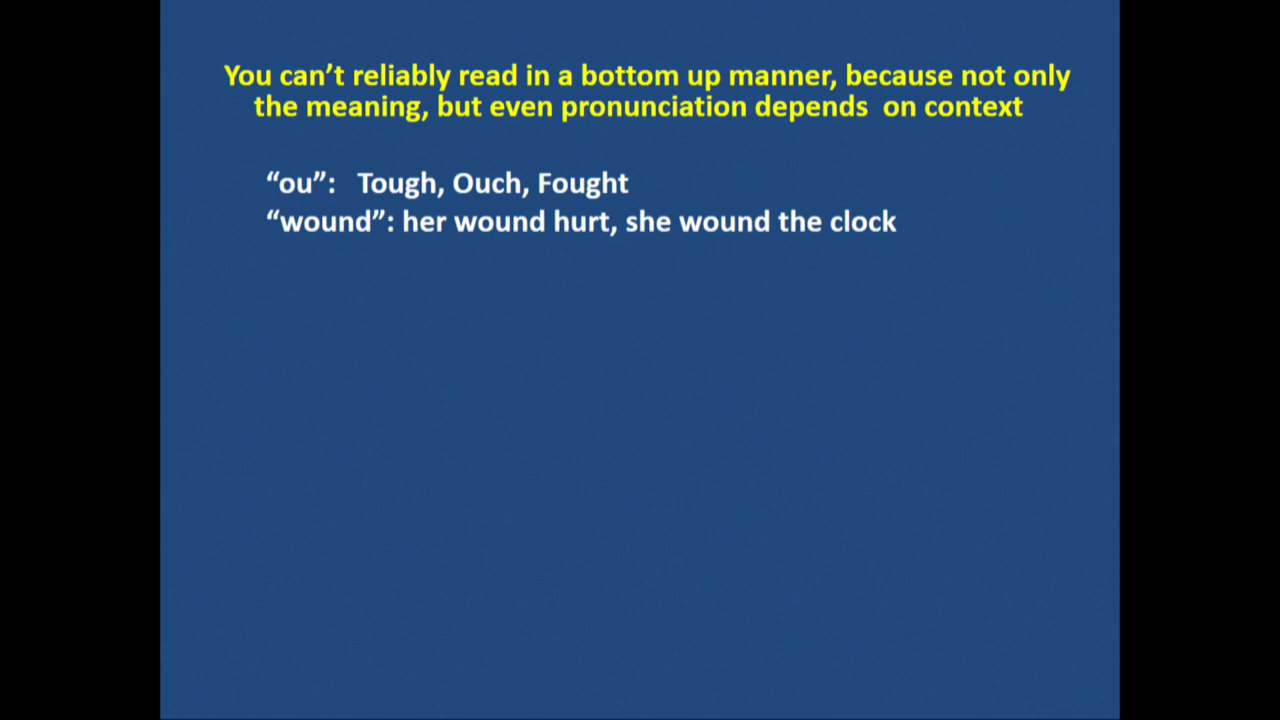 You can’t reliably read in a bottom up manner, because not only
the meaning, but even pronunciation depends  on context
“ou”:   Tough, Ouch, Fought
“wound”: her wound hurt, she wound the clock